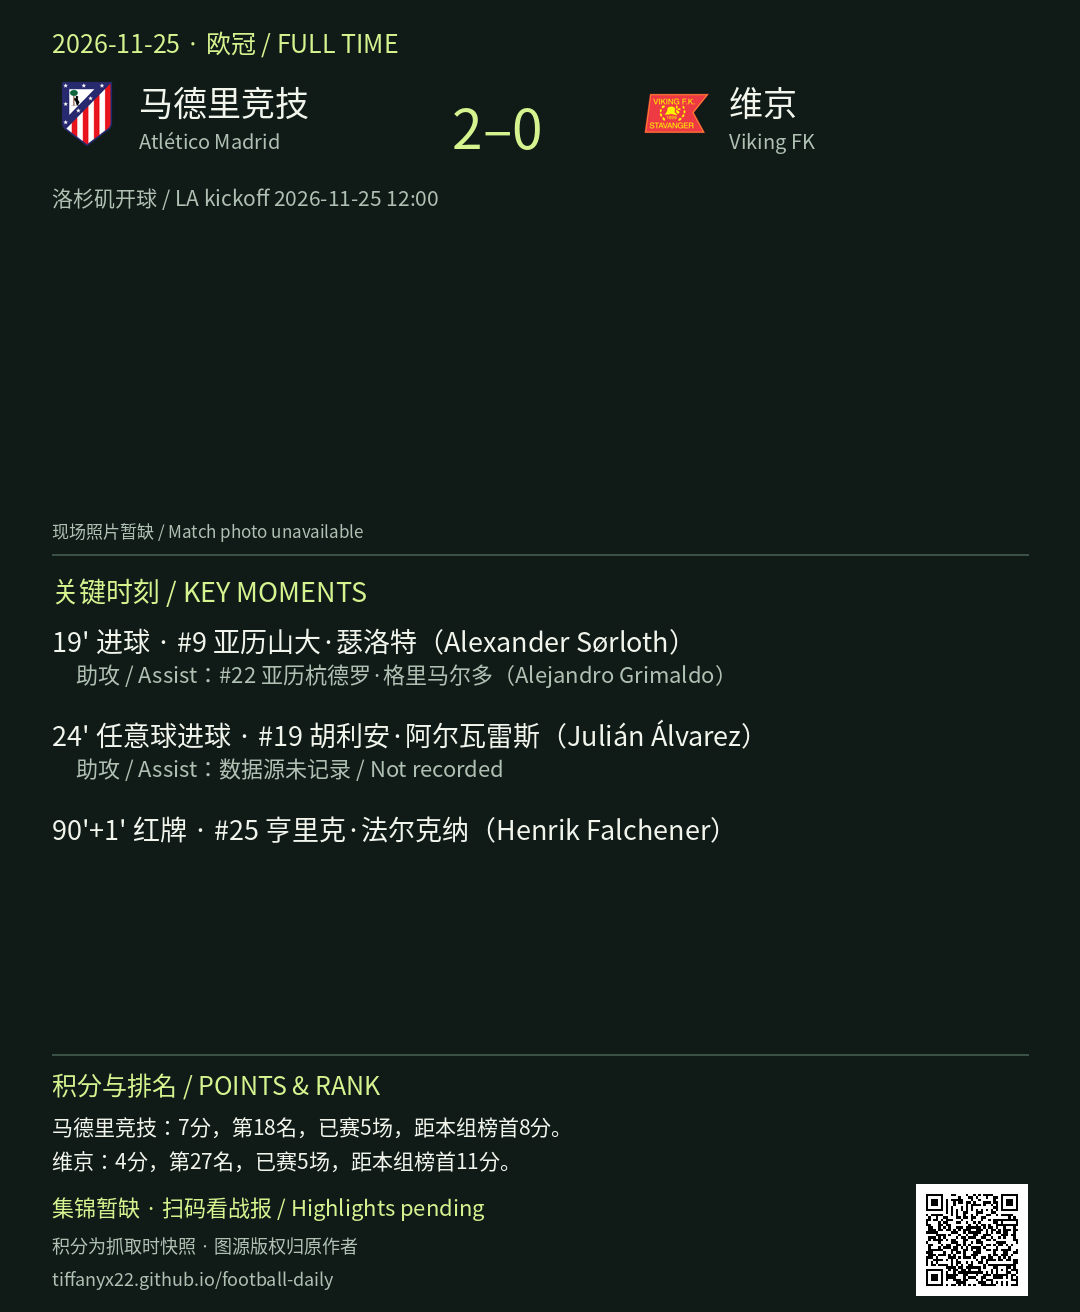 2026-11-25 · 欧冠 / FULL TIME
马德里竞技
Atlético Madrid
2–0
VIKING F.K.
STAVANGER
维京
Viking FK
洛杉矶开球 / LA kickoff 2026-11-25 12:00
现场照片暂缺 / Match photo unavailable
关键时刻 / KEY MOMENTS
19' 进球 · #9 亚历山大·瑟洛特（Alexander Sørloth）
助攻 / Assist：#22 亚历杭德罗·格里马尔多（Alejandro Grimaldo）
24' 任意球进球 · #19 胡利安·阿尔瓦雷斯（Julián Álvarez）
助攻 / Assist：数据源未记录 / Not recorded
90'+1' 红牌 · #25 亨里克·法尔克纳（Henrik Falchener）
积分与排名 / POINTS & RANK
马德里竞技：7分，第18名，已赛5场，距本组榜首8分。
维京：4分，第27名，已赛5场，距本组榜首11分。
集锦暂缺 · 扫码看战报 / Highlights pending
积分为抓取时快照 · 图源版权归原作者
tiffanyx22.github.io/football-daily